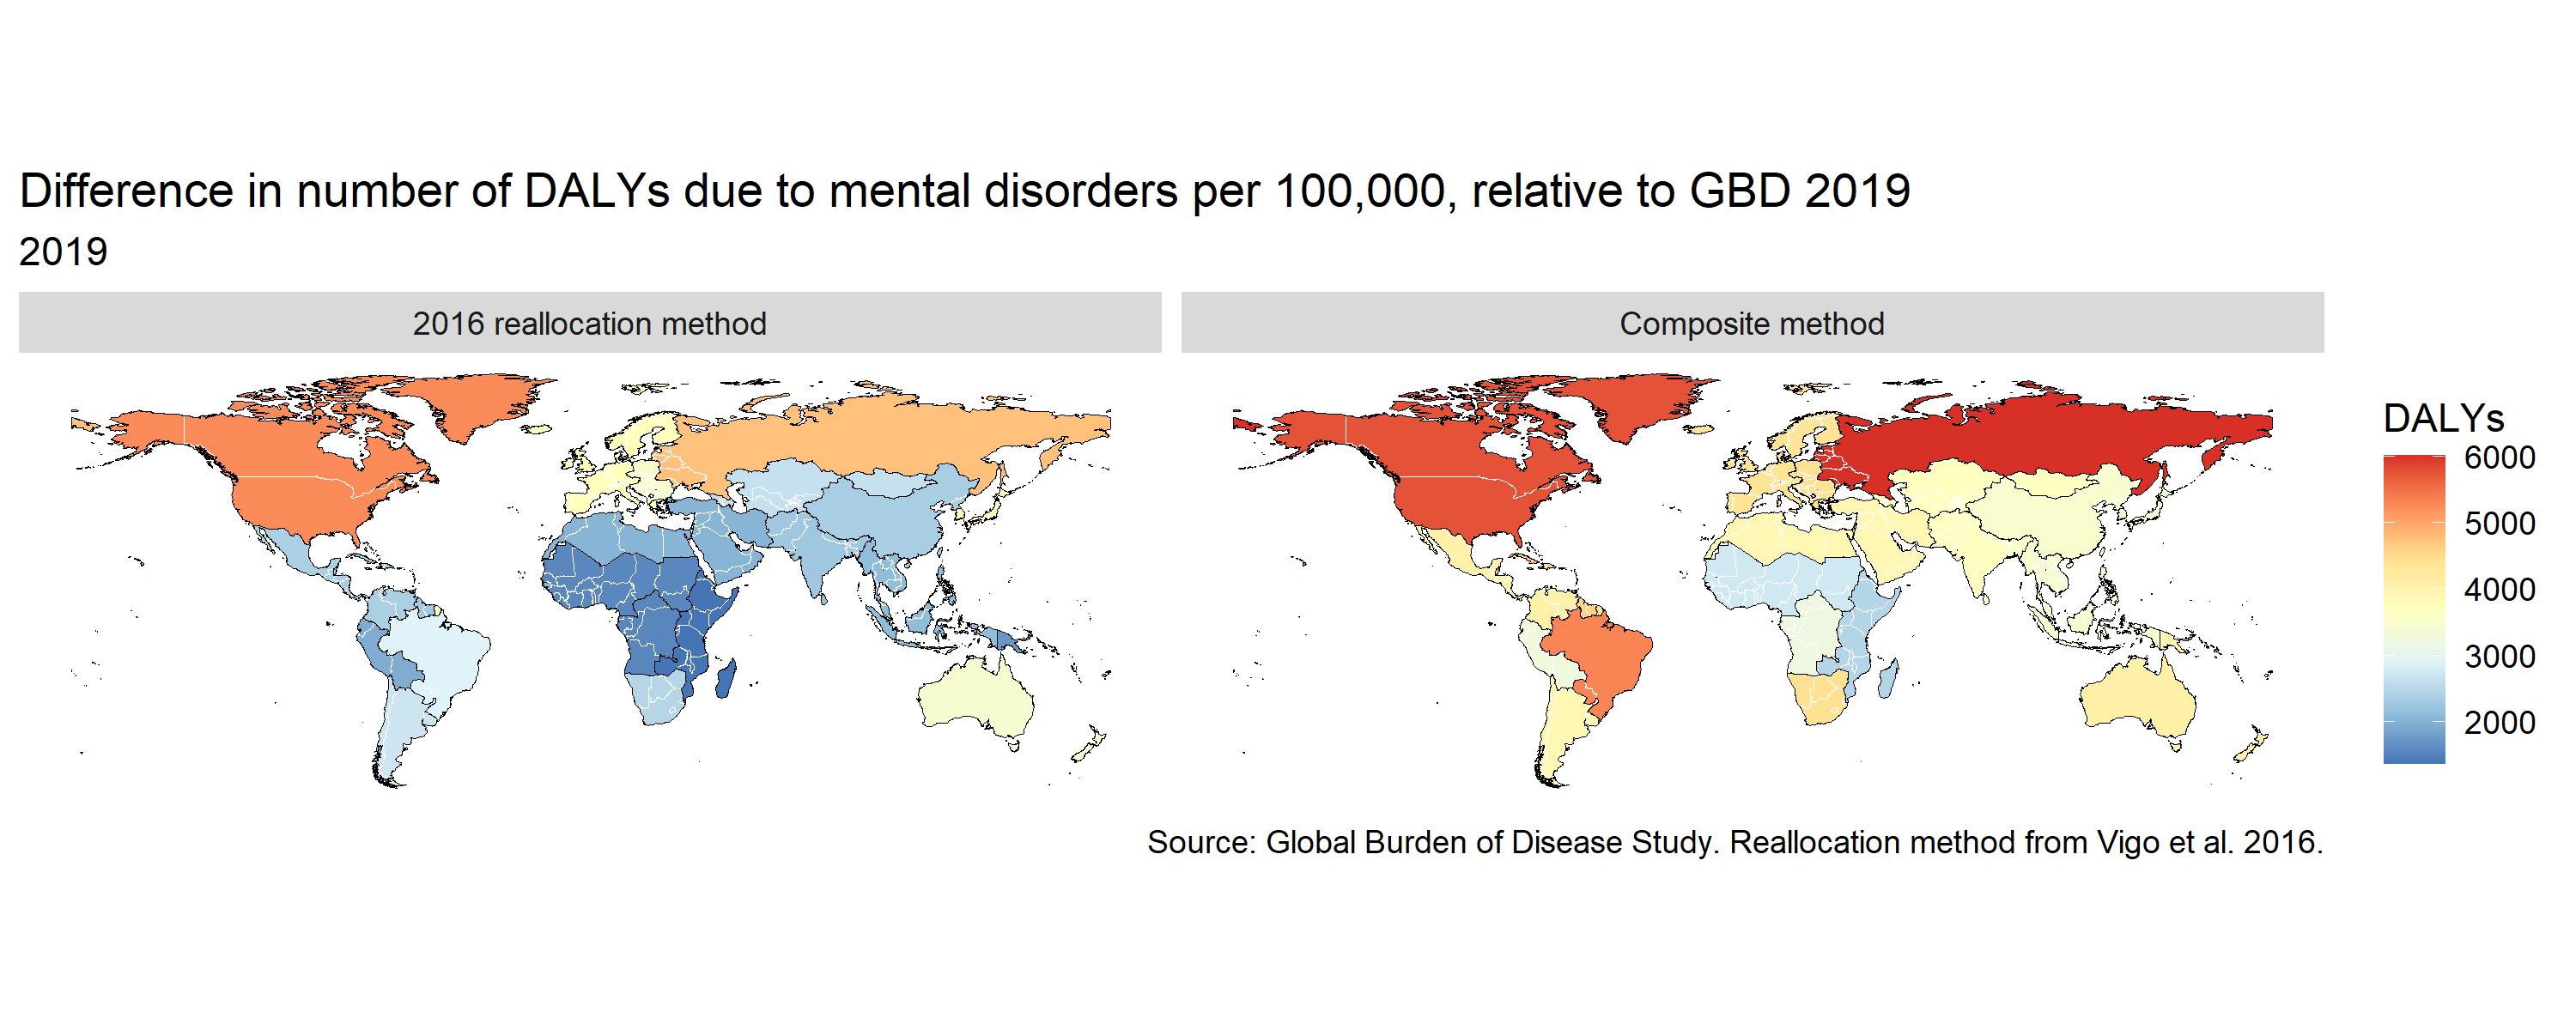 Difference in number of DALYs due to mental disorders per 100,000, relative to GBD 2019
2019
2016 reallocation method
Composite method
DALYs
6000
5000
4000
3000
2000
Source: Global Burden of Disease Study. Reallocation method from Vigo et al. 2016.